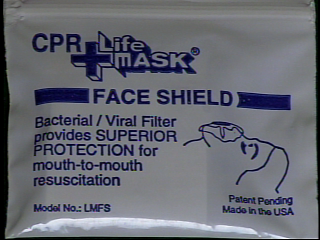 CPR Life
mASK®
FACE SHIELD
Bacterial / Viral Filter
provides SUPERIOR
PROTECTION for
mouth-to-mouth
resuscitation
Patent Pending
Model No.: LMFS Made in the USA